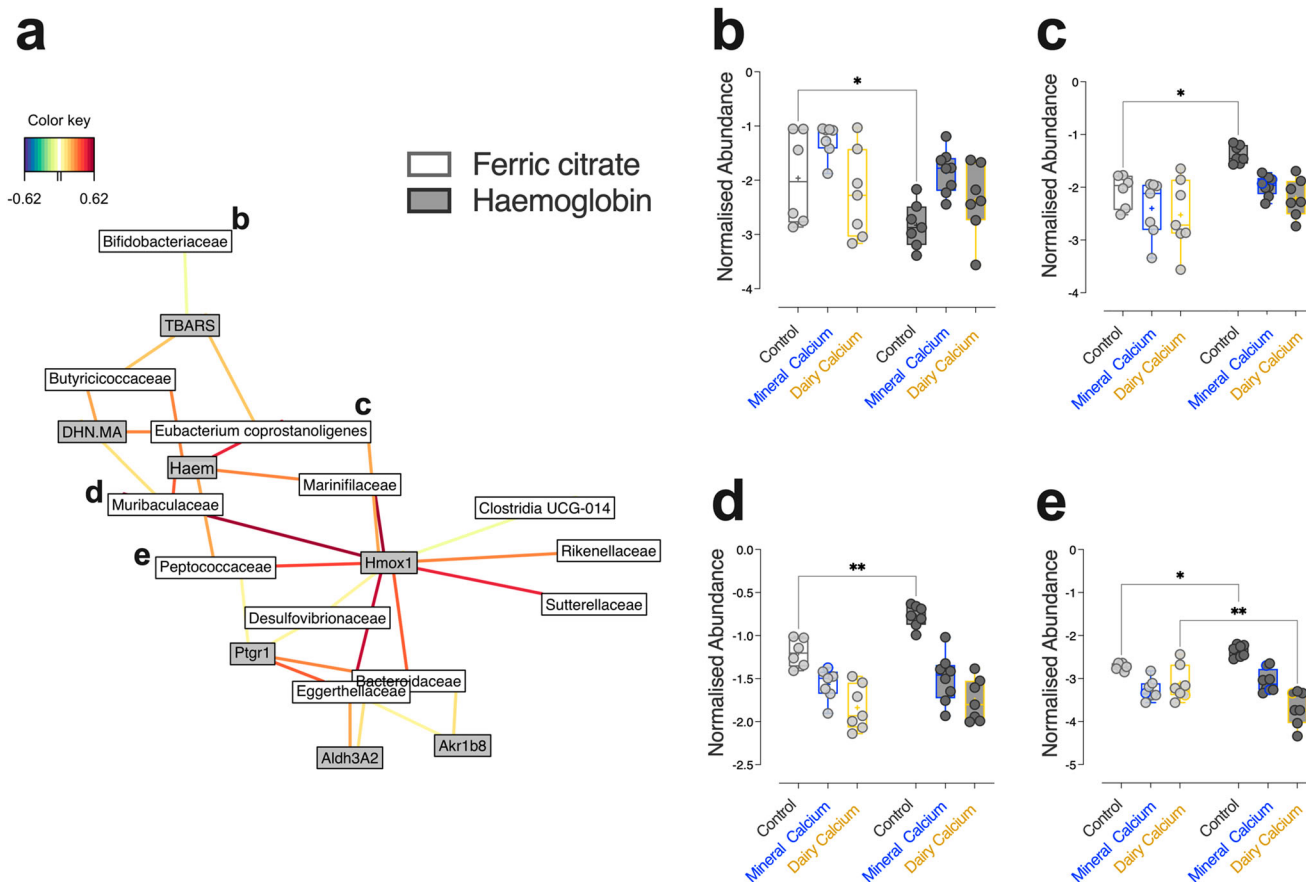 a
Color key
-0.62 0.62
Ferric citrate
Haemoglobin
b
Bifidobacteriaceae
TBARS
Butyricicoccaceae
c
DHN.MA
Eubacterium coprostanoligenes
Haem
Marinifilaceae
d
Muribaculaceae
Clostridia UCG-014
e
Peptococcaceae
Hmox1
Rikenellaceae
Sutterellaceae
Desulfovibrionaceae
Ptgr1
Bacteroidaceae
Eggerthellaceae
Aldh3A2
Akr1b8
b
Normalised Abundance
0
-1
-2
-3
-4
*
Control
Mineral Calcium
Dairy Calcium
Control
Mineral Calcium
Dairy Calcium
c
Normalised Abundance
0
-1
-2
-3
-4
*
Control
Mineral Calcium
Dairy Calcium
Control
Mineral Calcium
Dairy Calcium
d
Normalised Abundance
0.0
-0.5
-1.0
-1.5
-2.0
-2.5
**
Control
Mineral Calcium
Dairy Calcium
Control
Mineral Calcium
Dairy Calcium
e
Normalised Abundance
0
-1
-2
-3
-4
-5
*
**
Control
Mineral Calcium
Dairy Calcium
Control
Mineral Calcium
Dairy Calcium